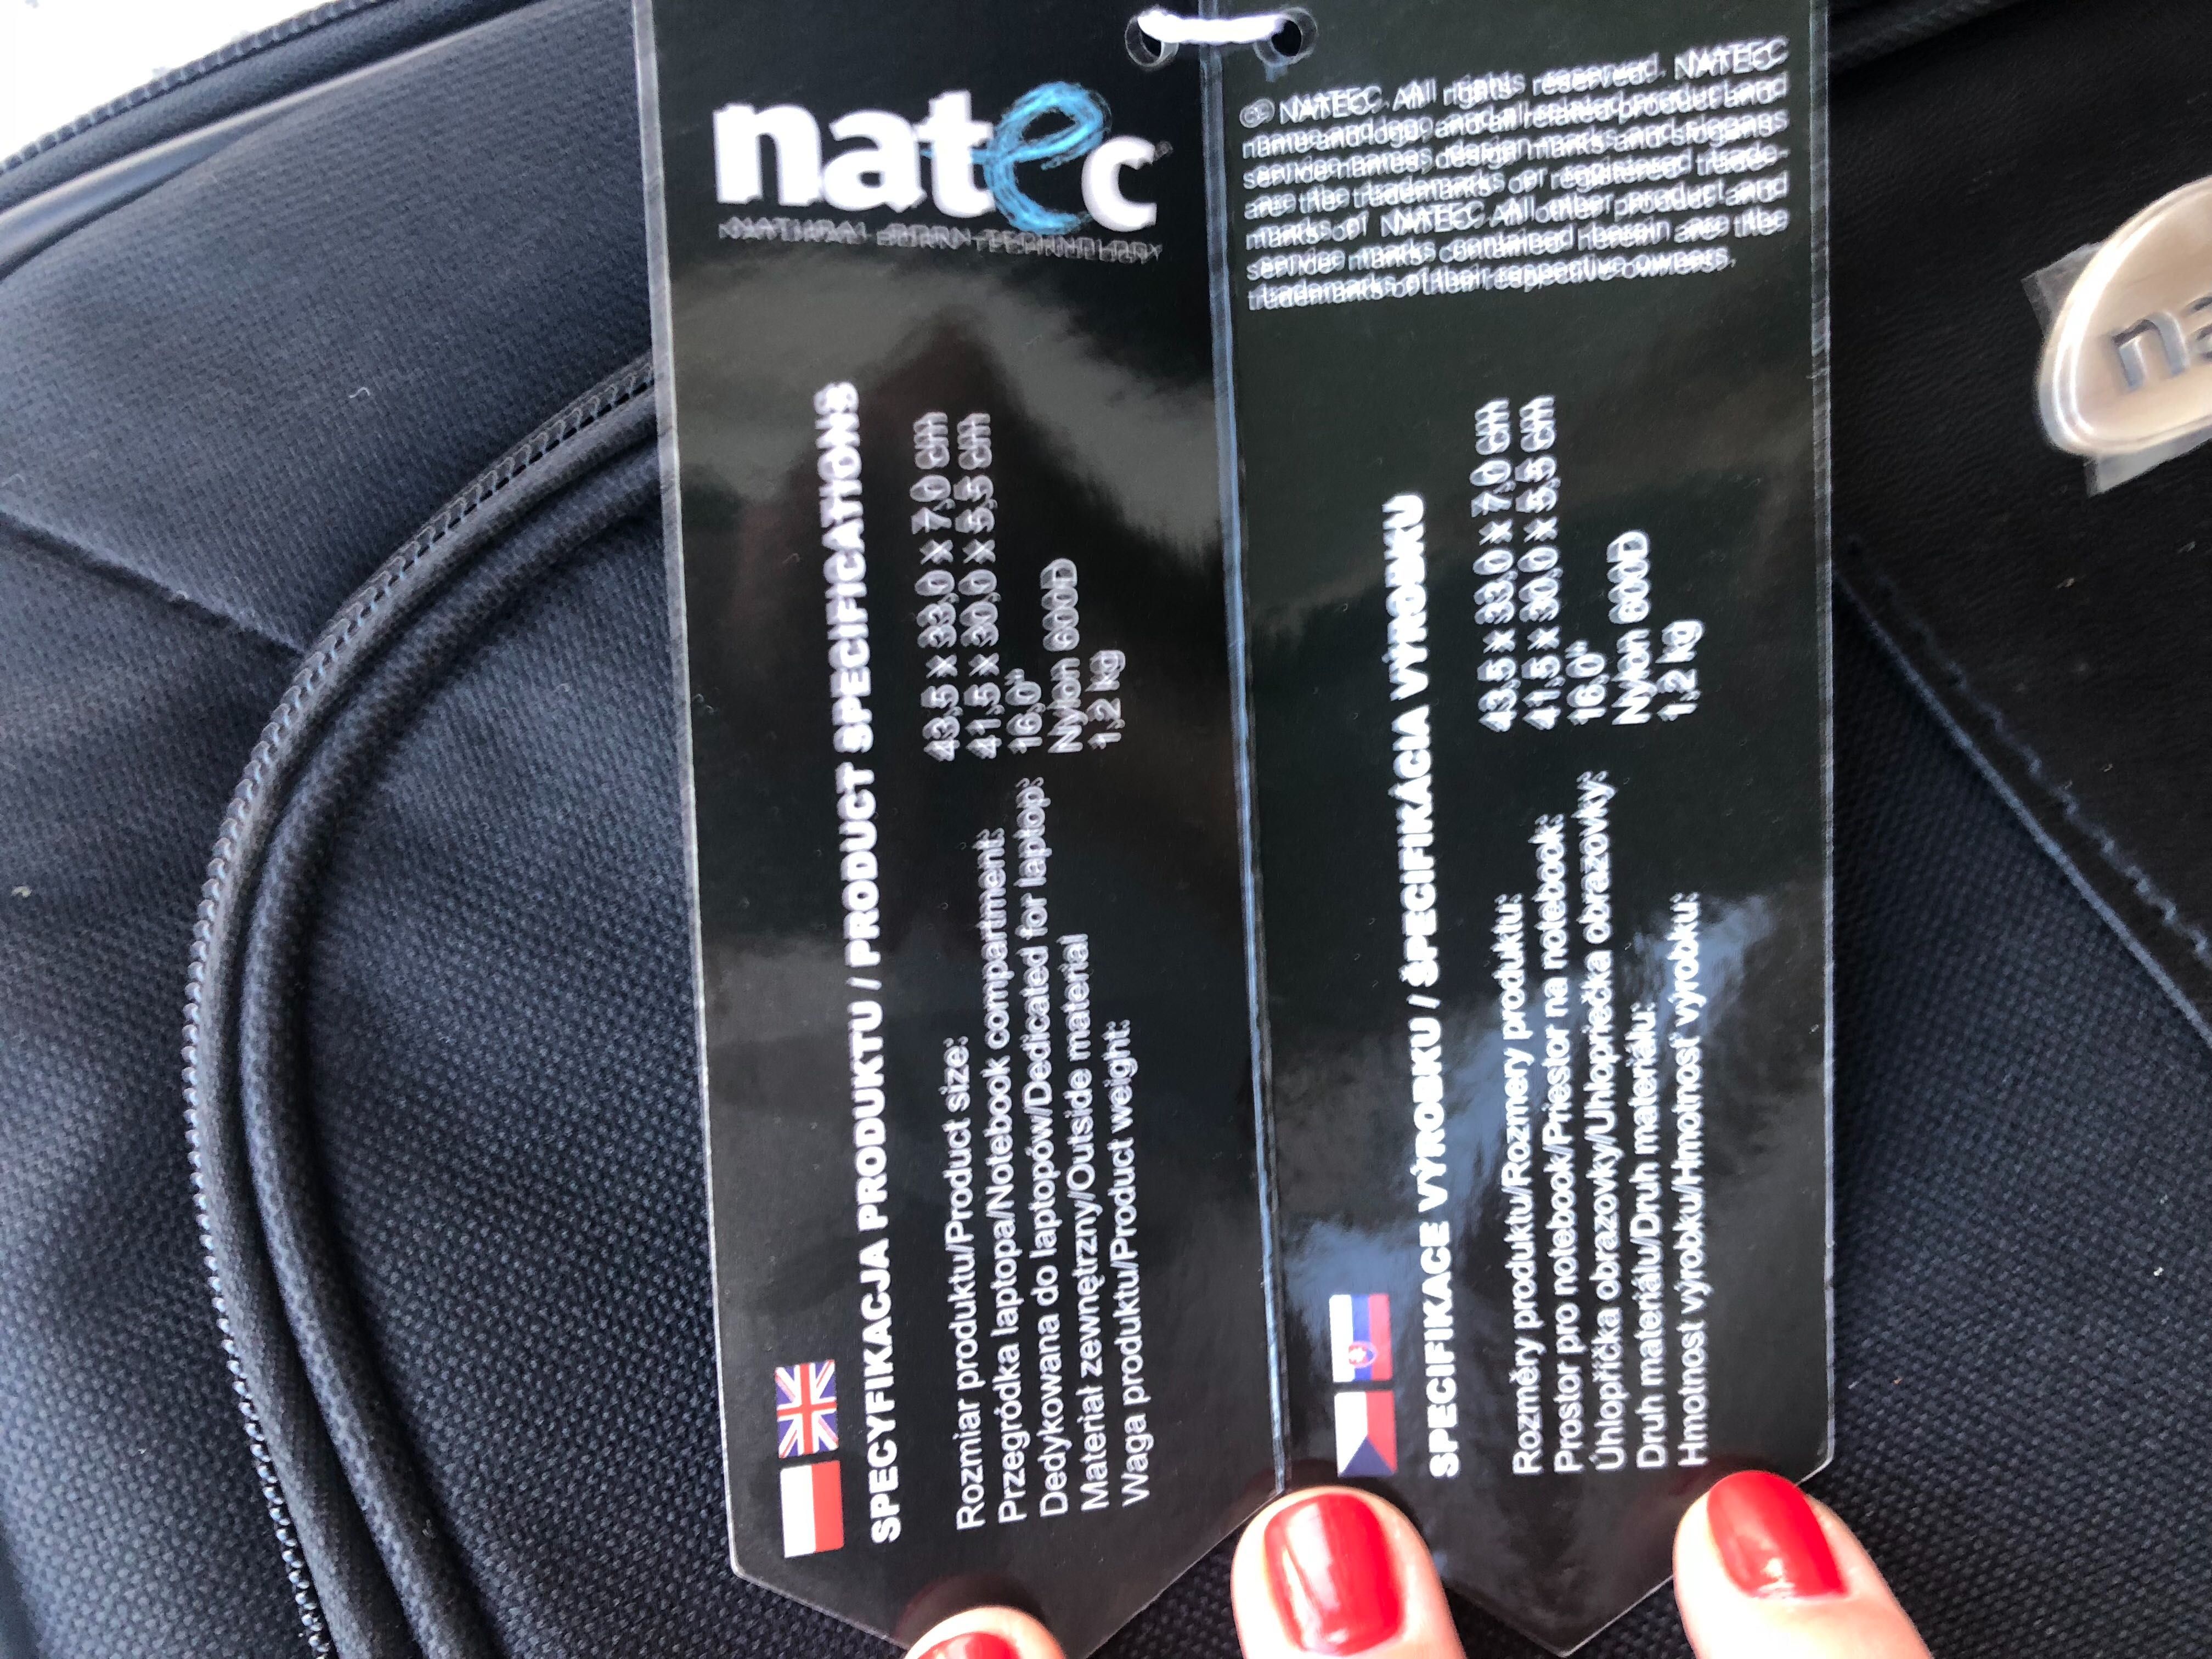 natec
NATURAL BORN TECHNOLOGY
SPECYFIKACJA PRODUKTU / PRODUCT SPECIFICATIONS
Rozmiar produktu/Product size: 43,5 x 33,0 x 7,0 cm
Przegródka laptopa/Notebook compartment: 41,5 x 30,0 x 5,5 cm
Dedykowana do laptopów/Dedicated for laptop: 16,0"
Materiał zewnętrzny/Outside material Nylon 600D
Waga produktu/Product weight: 1,2 kg
© NATEC. All rights reserved. NATEC
name and logo, and all related product and
service names, design marks and slogans
are the trademarks or registered trade-
marks of NATEC. All other product and
service marks contained herein are the
trademarks of their respective owners.
SPECIFIKACE VÝROBKU / ŠPECIFIKÁCIA VÝROBKU
Rozměry produktu/Rozmery produktu: 43,5 x 33,0 x 7,0 cm
Prostor pro notebook/Priestor na notebook: 41,5 x 30,0 x 5,5 cm
Úhlopříčka obrazovky/Uhlopriečka obrazovky: 16,0"
Druh materiálu/Druh materiálu: Nylon 600D
Hmotnost výrobku/Hmotnosť výrobku: 1,2 kg
na